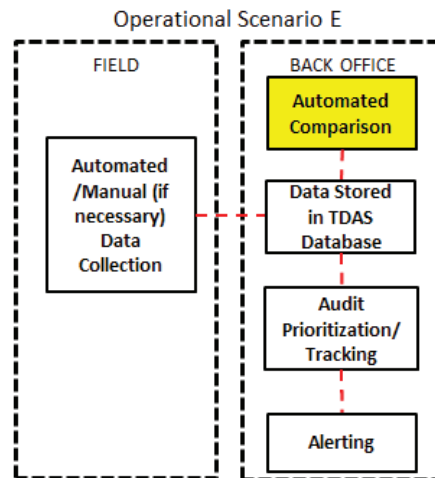 Operational Scenario E
FIELD
Automated
/Manual (if
necessary)
Data
Collection
BACK OFFICE
Automated
Comparison
Data Stored
in TDAS
Database
Audit
Prioritization/
Tracking
Alerting